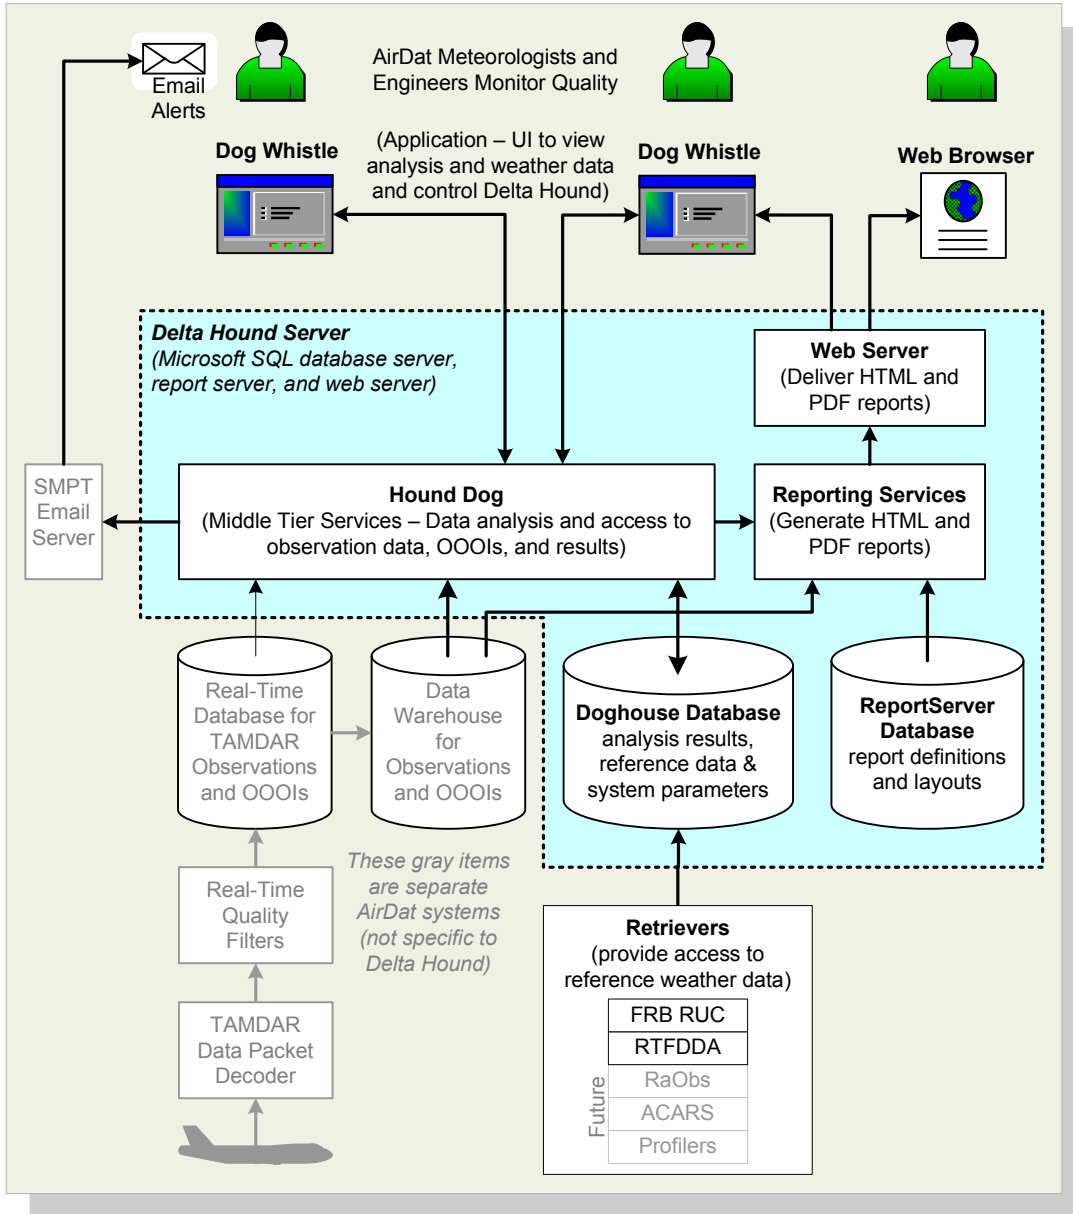 Email
Alerts
AirDat Meteorologists and
Engineers Monitor Quality
Dog Whistle
(Application – UI to view
analysis and weather data
and control Delta Hound)
Dog Whistle
Web Browser
Delta Hound Server
(Microsoft SQL database server,
report server, and web server)
Web Server
(Deliver HTML and
PDF reports)
SMPT
Email
Server
Hound Dog
(Middle Tier Services – Data analysis and access to
observation data, OOOIs, and results)
Reporting Services
(Generate HTML and
PDF reports)
Real-Time
Database for
TAMDAR
Observations
and OOOIs
Data
Warehouse
for
Observations
and OOOIs
Doghouse Database
analysis results,
reference data &
system parameters
ReportServer
Database
report definitions
and layouts
These gray items
are separate
AirDat systems
(not specific to
Delta Hound)
Real-Time
Quality
Filters
TAMDAR
Data Packet
Decoder
Retrievers
(provide access to
reference weather data)
FRB RUC
RTFDDA
Future
RaObs
ACARS
Profilers